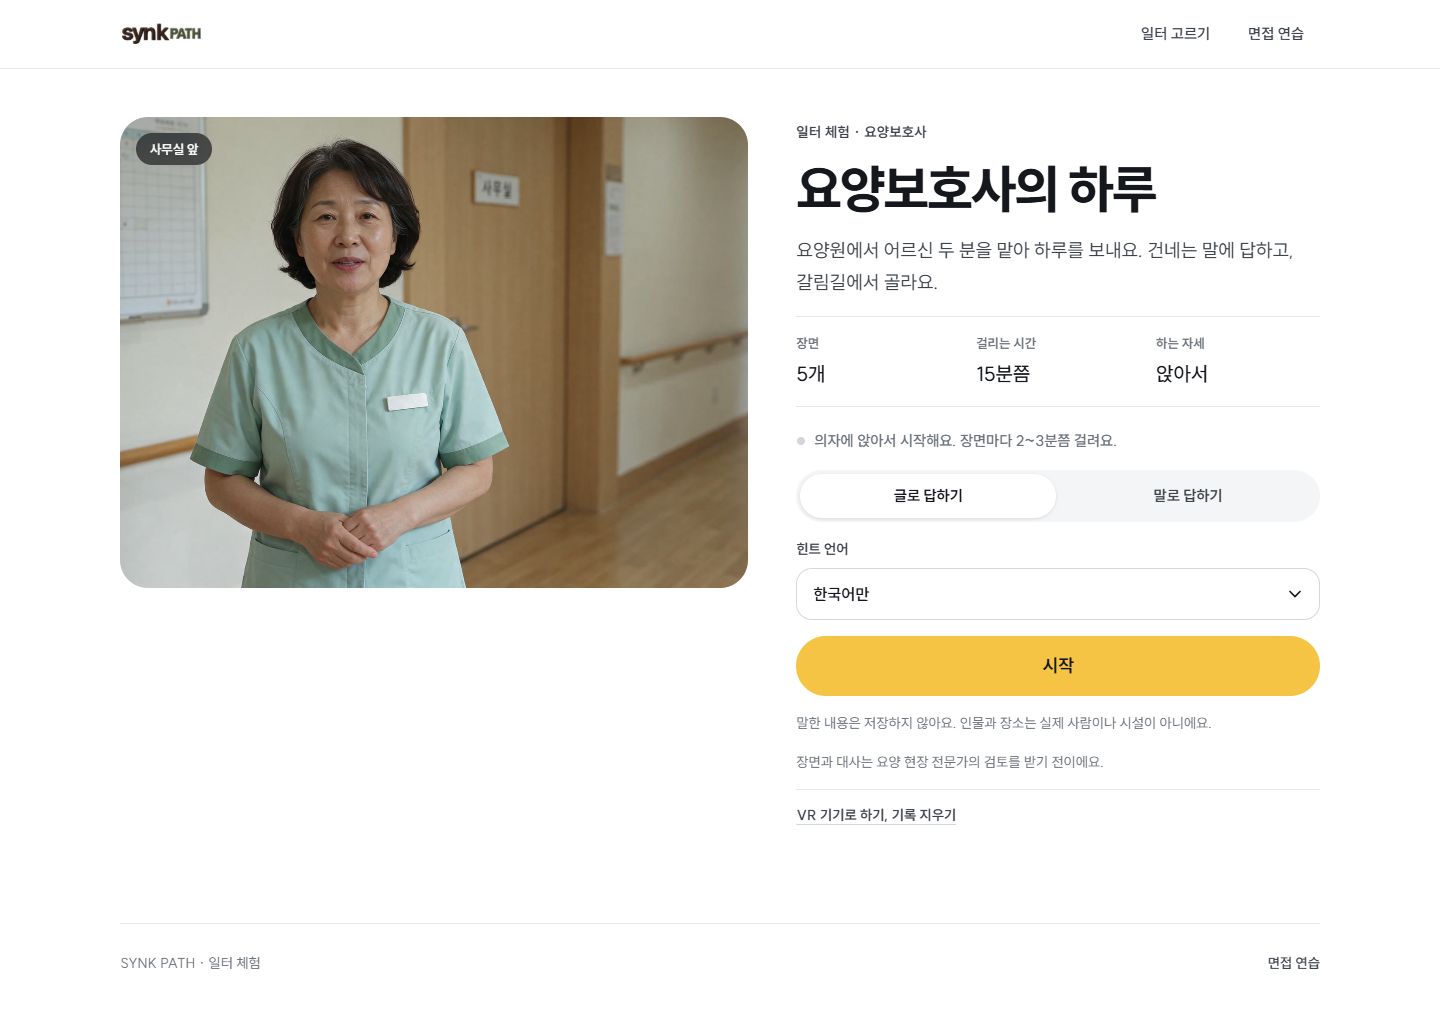 synk PATH
일터 고르기
면접 연습
사무실 앞
사무실
일터 체험 · 요양보호사
요양보호사의 하루
요양원에서 어르신 두 분을 맡아 하루를 보내요. 건네는 말에 답하고,
갈림길에서 골라요.
장면
걸리는 시간
하는 자세
5개
15분쯤
앉아서
의자에 앉아서 시작해요. 장면마다 2~3분쯤 걸려요.
글로 답하기
말로 답하기
힌트 언어
한국어만
시작
말한 내용은 저장하지 않아요. 인물과 장소는 실제 사람이나 시설이 아니에요.
장면과 대사는 요양 현장 전문가의 검토를 받기 전이에요.
VR 기기로 하기, 기록 지우기
SYNK PATH · 일터 체험
면접 연습